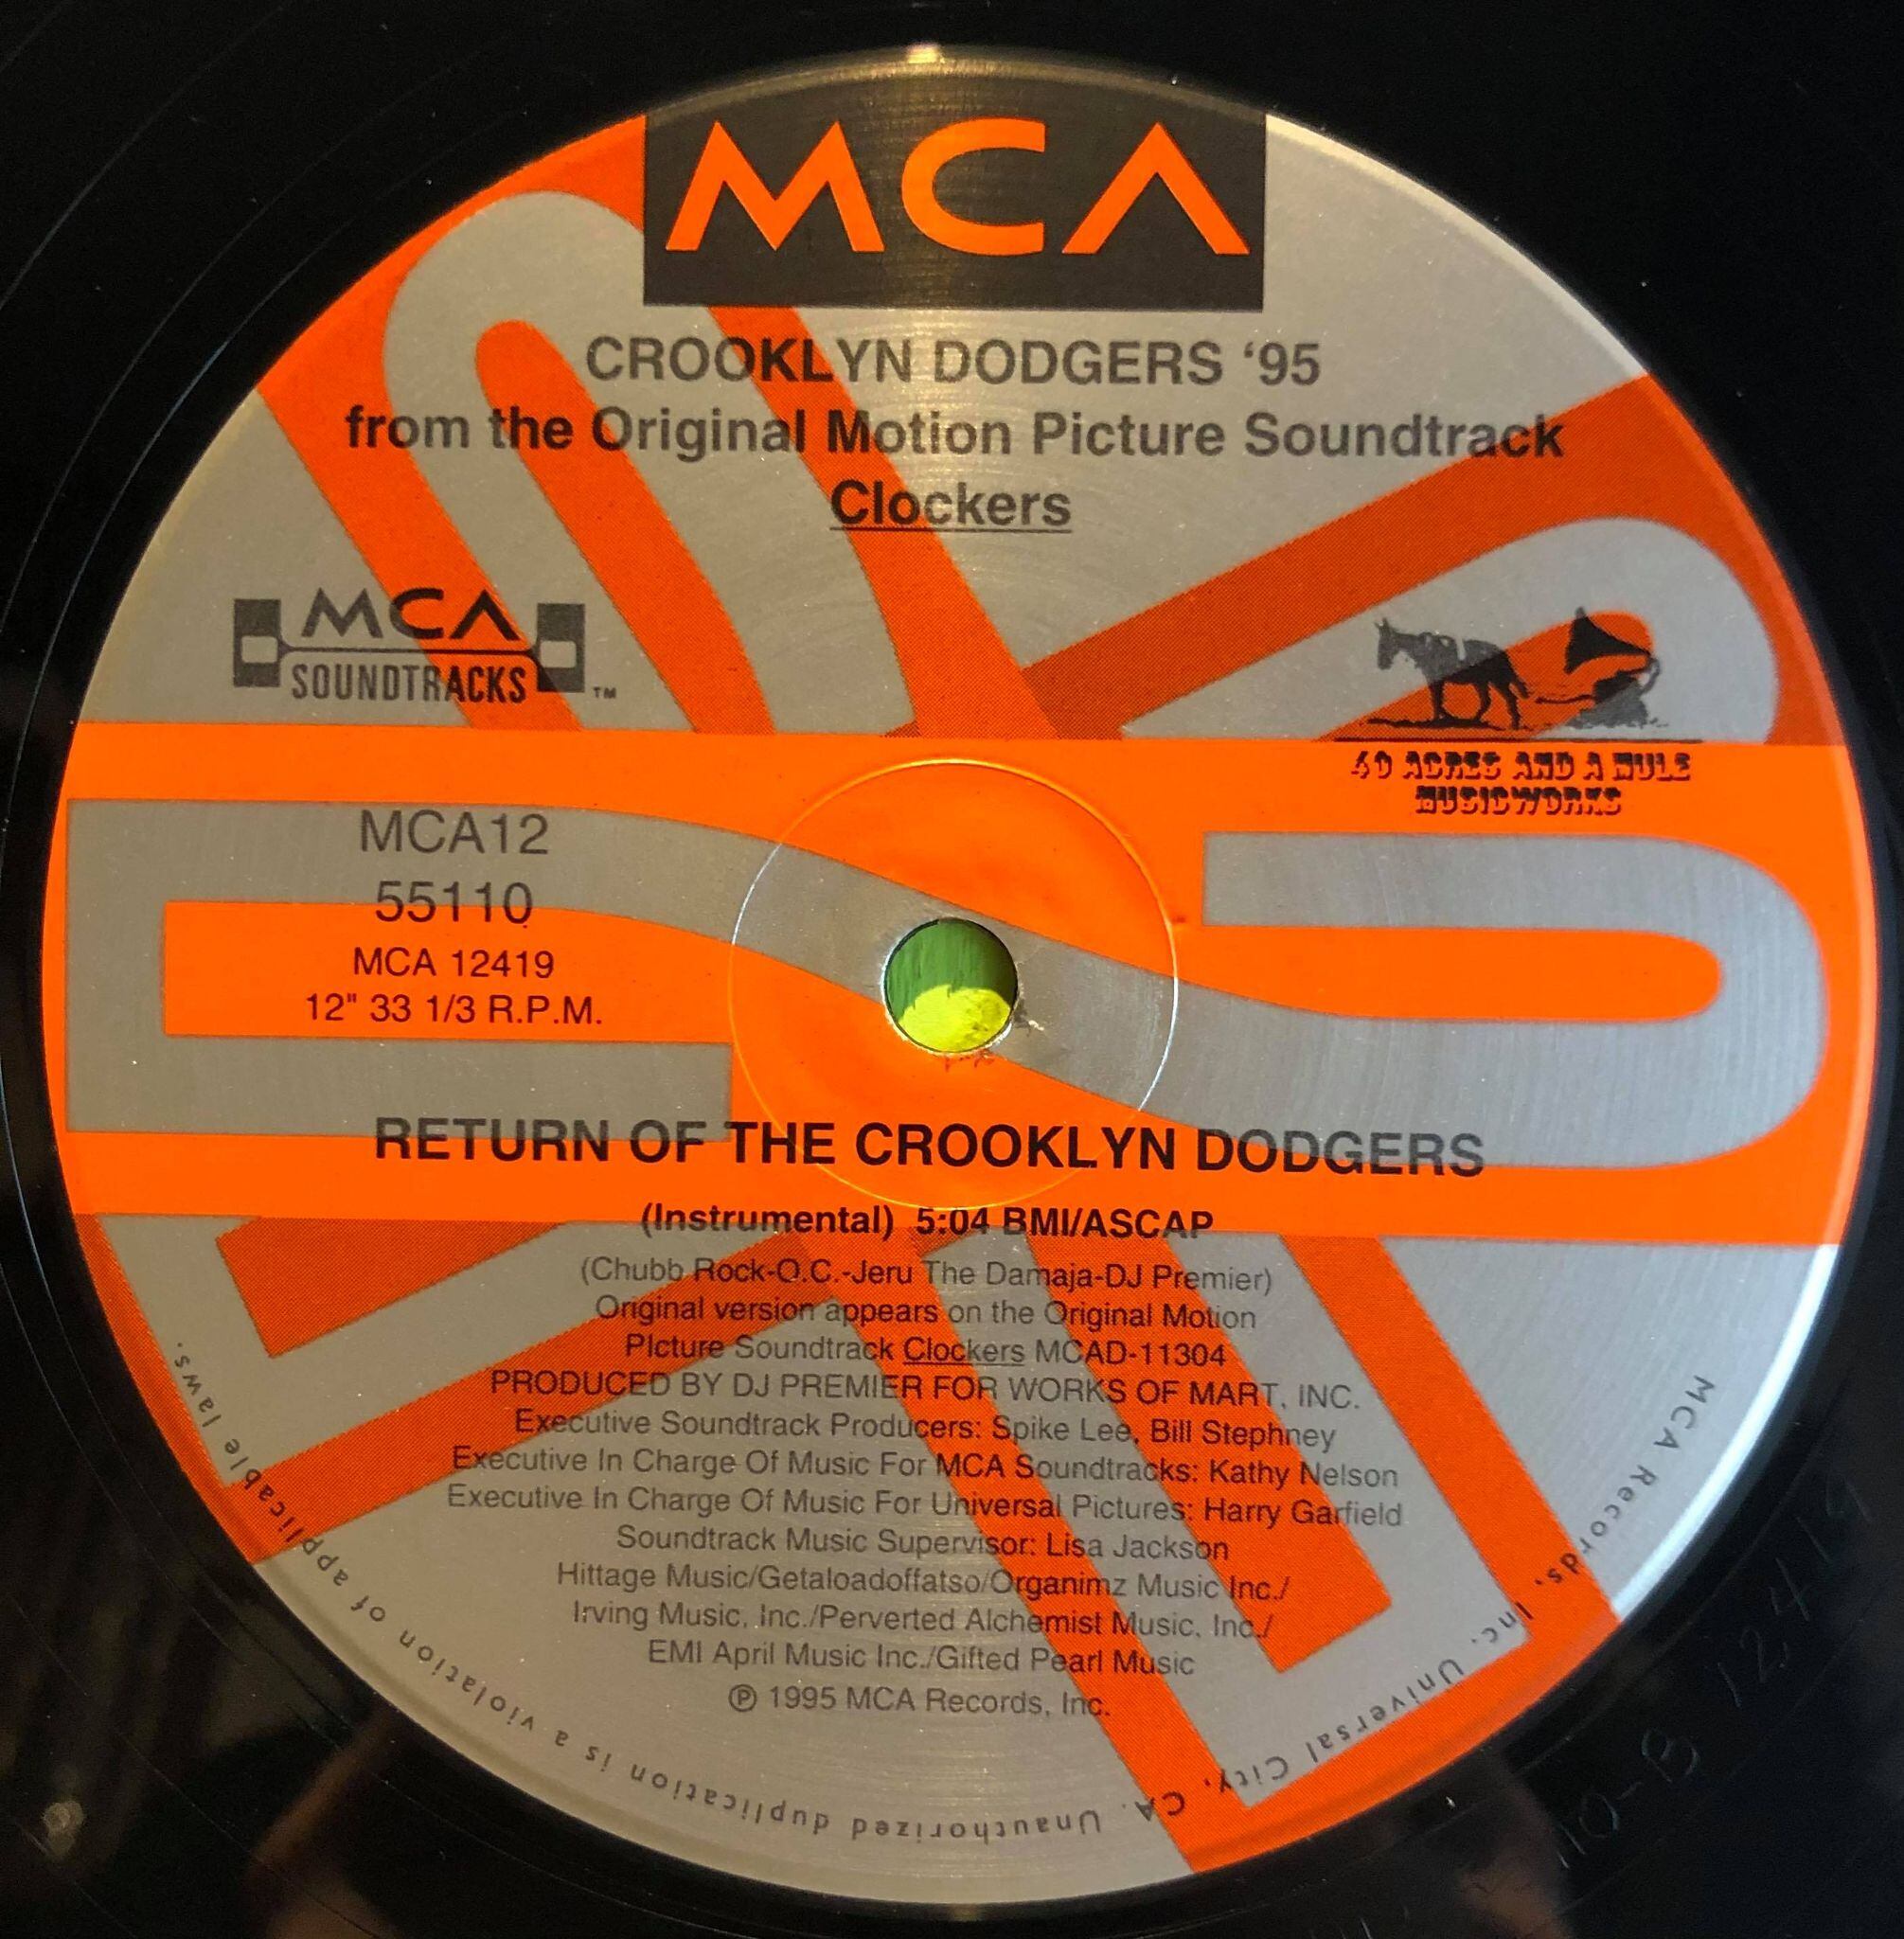 MCA
CROOKLYN DODGERS ‘95
from the Original Motion Picture Soundtrack
Clockers
MCA
SOUNDTRACKS ™
40 ACRES AND A MULE
MUSICWORKS
MCA12
55110
MCA 12419
12" 33 1/3 R.P.M.
RETURN OF THE CROOKLYN DODGERS
(Instrumental) 5:04 BMI/ASCAP
(Chubb Rock-O.C.-Jeru The Damaja-DJ Premier)
Original version appears on the Original Motion
PIcture Soundtrack Clockers MCAD-11304
PRODUCED BY DJ PREMIER FOR WORKS OF MART, INC.
Executive Soundtrack Producers: Spike Lee, Bill Stephney
Executive In Charge Of Music For MCA Soundtracks: Kathy Nelson
Executive In Charge Of Music For Universal Pictures: Harry Garfield
Soundtrack Music Supervisor: Lisa Jackson
Hittage Music/Getaloadoffatso/Organimz Music Inc./
Irving Music, Inc./Perverted Alchemist Music, Inc./
EMI April Music Inc./Gifted Pearl Music
℗ 1995 MCA Records, Inc.
MCA Records, Inc. Universal City, CA. Unauthorized duplication is a violation of applicable laws.